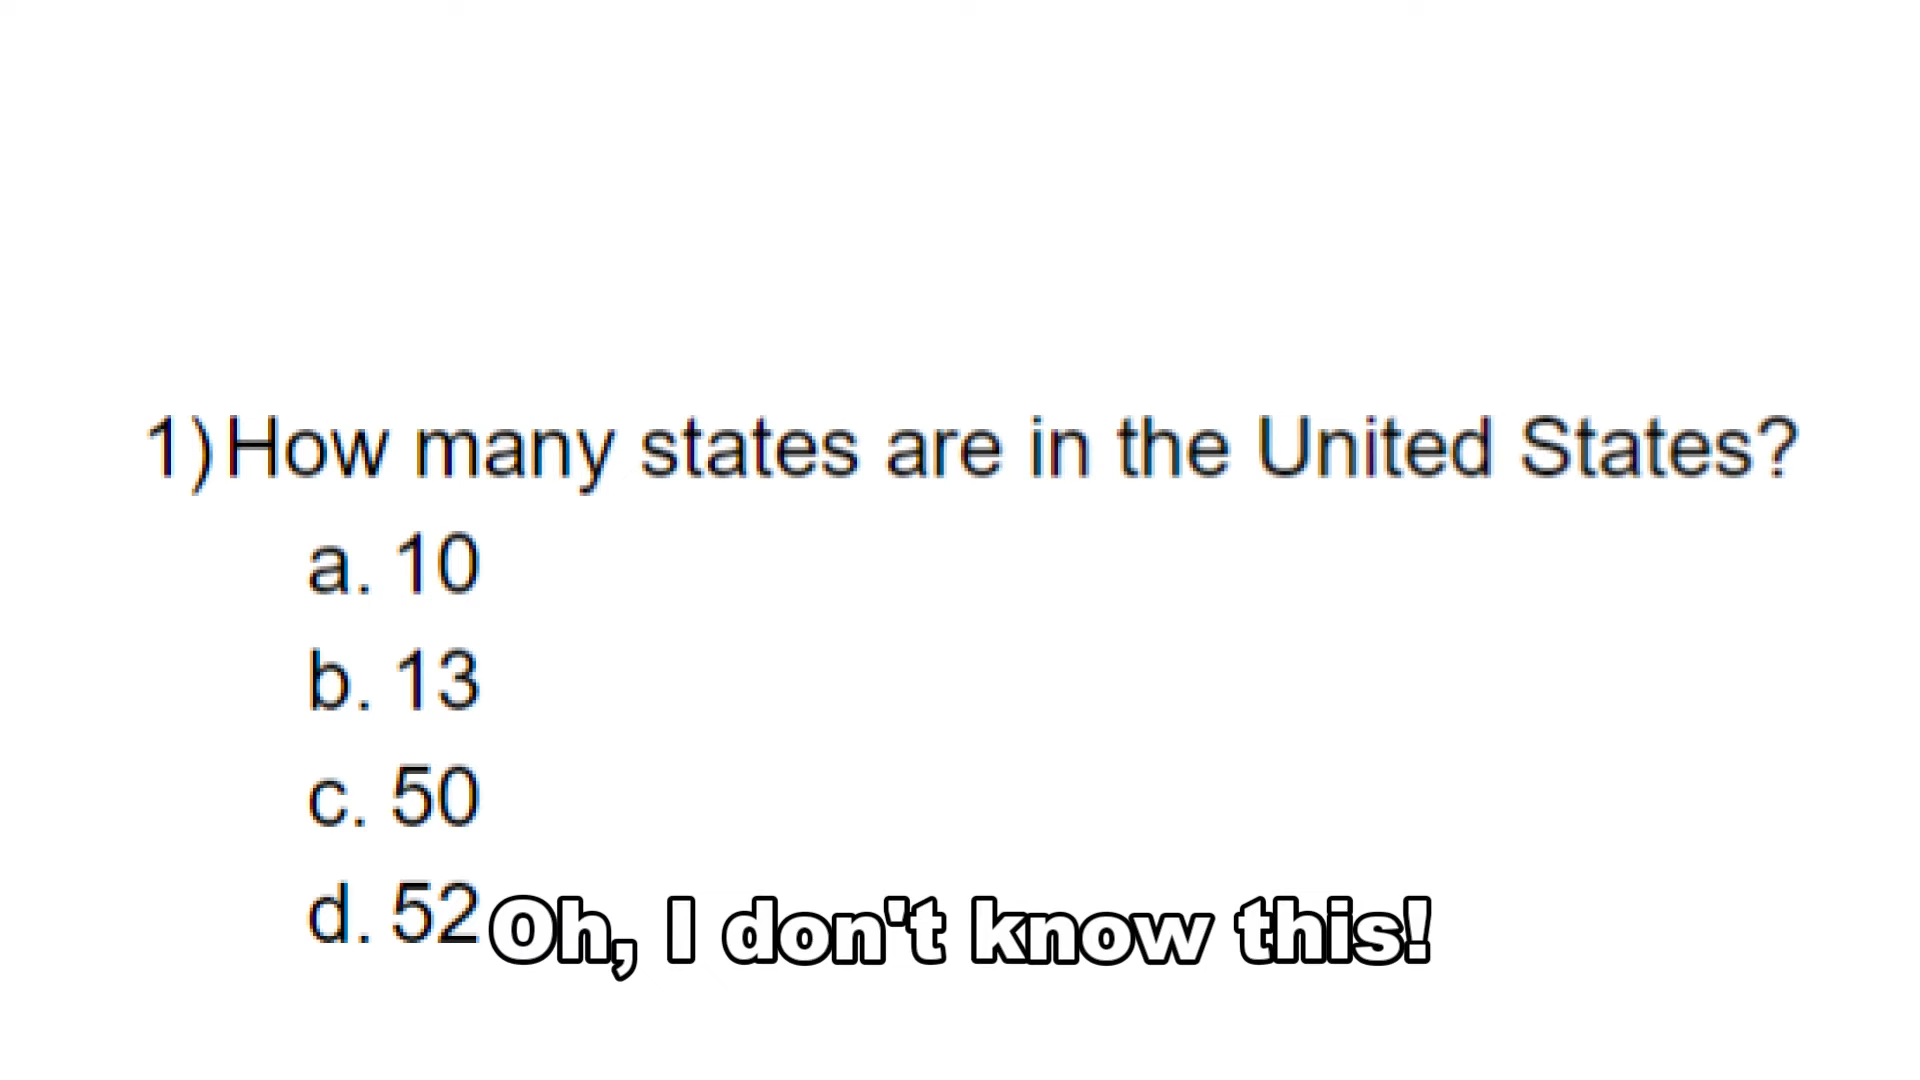 1) How many states are in the United States?
a. 10
b. 13
c. 50
d. 52
Oh, I don't know this!